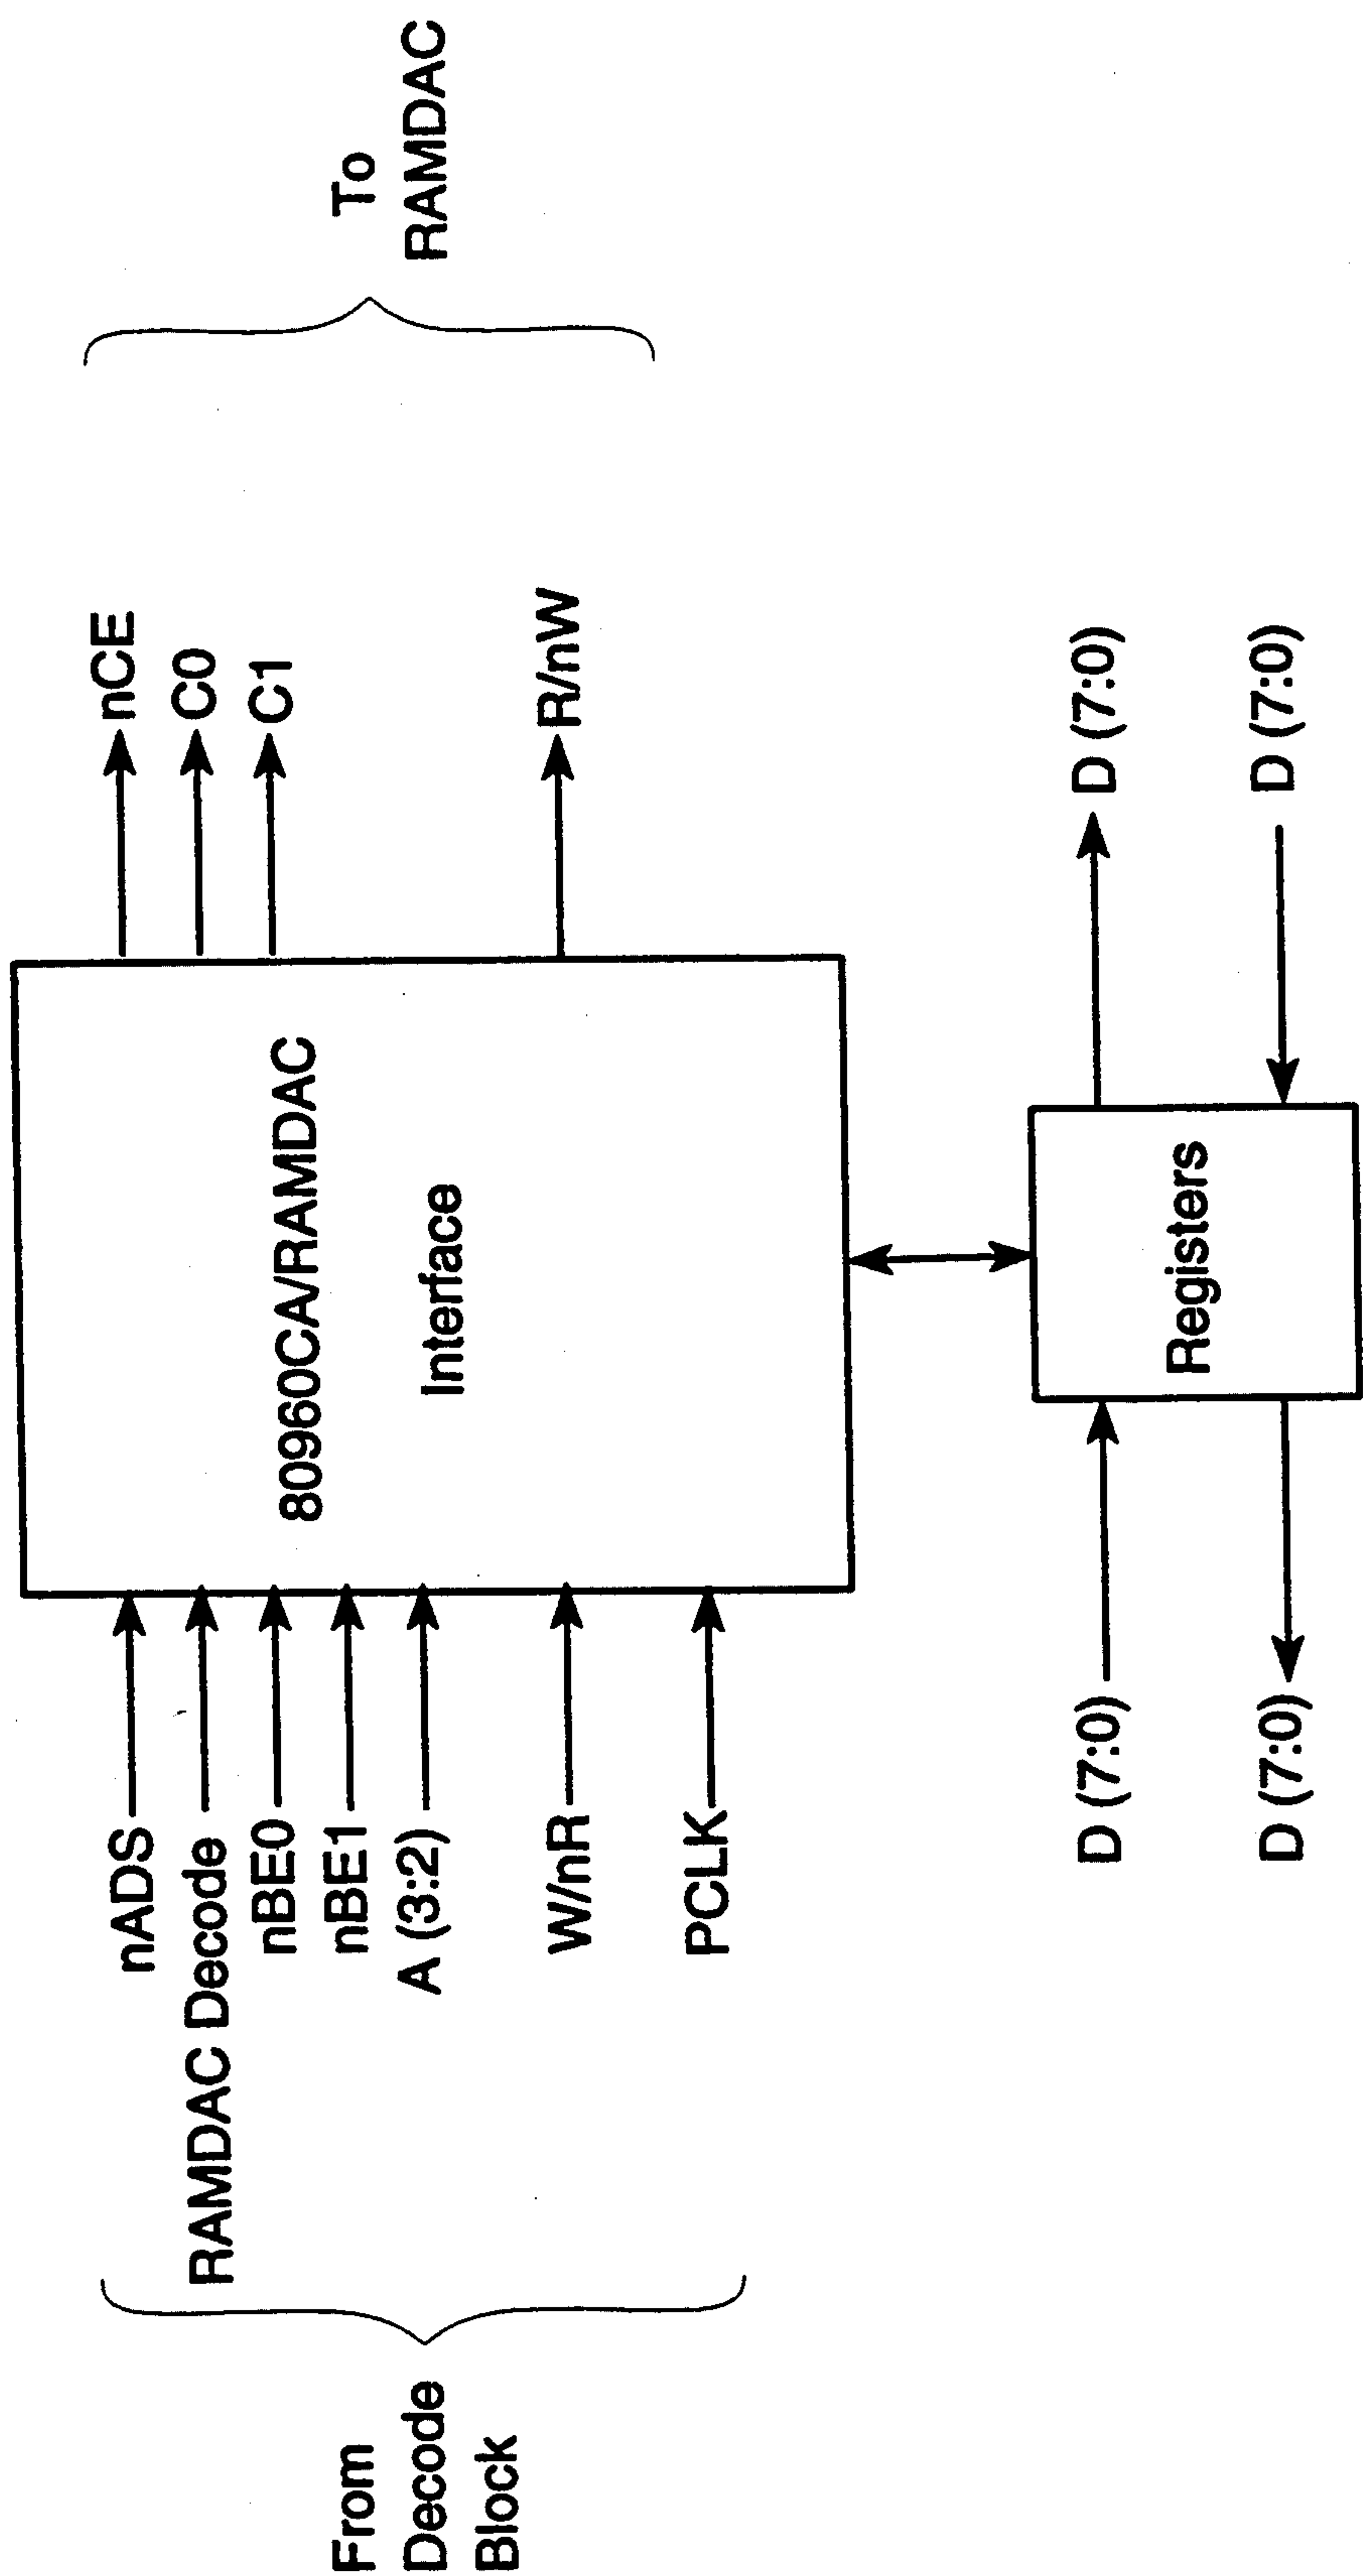 From
Decode
Block
nADS
RAMDAC Decode
nBE0
nBE1
A (3:2)
W/nR
PCLK
80960CA/RAMDAC
Interface
nCE
C0
C1
R/nW
To
RAMDAC
D (7:0)
D (7:0)
Registers
D (7:0)
D (7:0)